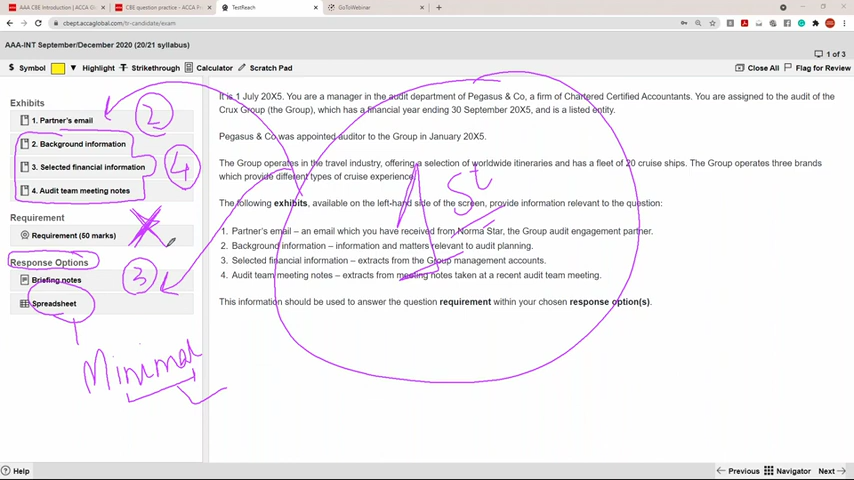 AAA CBE Introduction | ACCA G
CBE question practice - ACCA P
TestReach
GoToWebinar
cbept.accaglobal.com/tr-candidate/exam
AAA-INT September/December 2020 (20/21 syllabus)
1 of 3
Symbol
Highlight
Strikethrough
Calculator
Scratch Pad
Close All
Flag for Review
Exhibits
1. Partner's email
2. Background information
3. Selected financial information
4. Audit team meeting notes
Requirement
Requirement (50 marks)
Response Options
Briefing notes
Spreadsheet
2
4
3
Minimal
It is 1 July 20X5. You are a manager in the audit department of Pegasus & Co, a firm of Chartered Certified Accountants. You are assigned to the audit of the
Crux Group (the Group), which has a financial year ending 30 September 20X5, and is a listed entity.
Pegasus & Co was appointed auditor to the Group in January 20X5.
The Group operates in the travel industry, offering a selection of worldwide itineraries and has a fleet of 20 cruise ships. The Group operates three brands
which provide different types of cruise experience.
The following exhibits, available on the left-hand side of the screen, provide information relevant to the question:
1. Partner's email – an email which you have received from Norma Star, the Group audit engagement partner.
2. Background information – information and matters relevant to audit planning.
3. Selected financial information – extracts from the Group management accounts.
4. Audit team meeting notes – extracts from meeting notes taken at a recent audit team meeting.
This information should be used to answer the question requirement within your chosen response option(s).
1st
Help
Previous
Navigator
Next